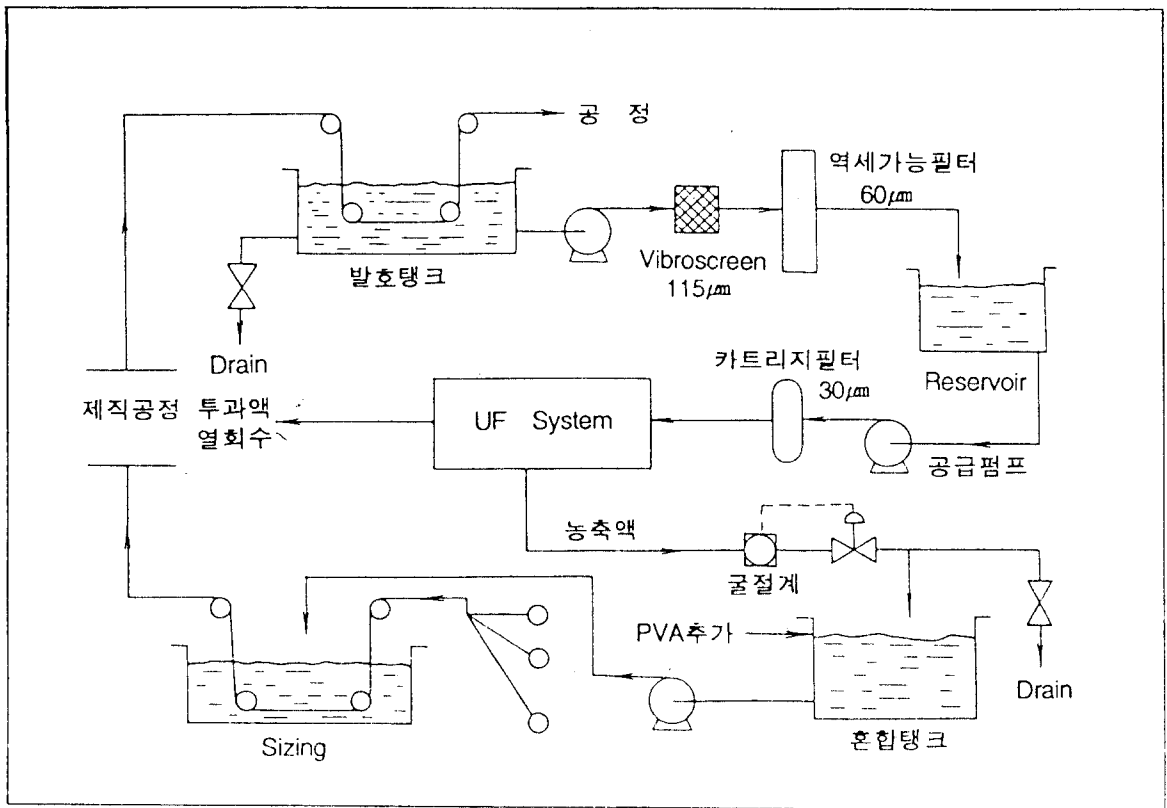 공 정
역세가능필터
60㎛
Vibroscreen
115㎛
발호탱크
Drain
Reservoir
카트리지필터
30㎛
제직공정
투과액
열회수
UF System
공급펌프
농축액
굴절계
PVA추가
Drain
Sizing
혼합탱크